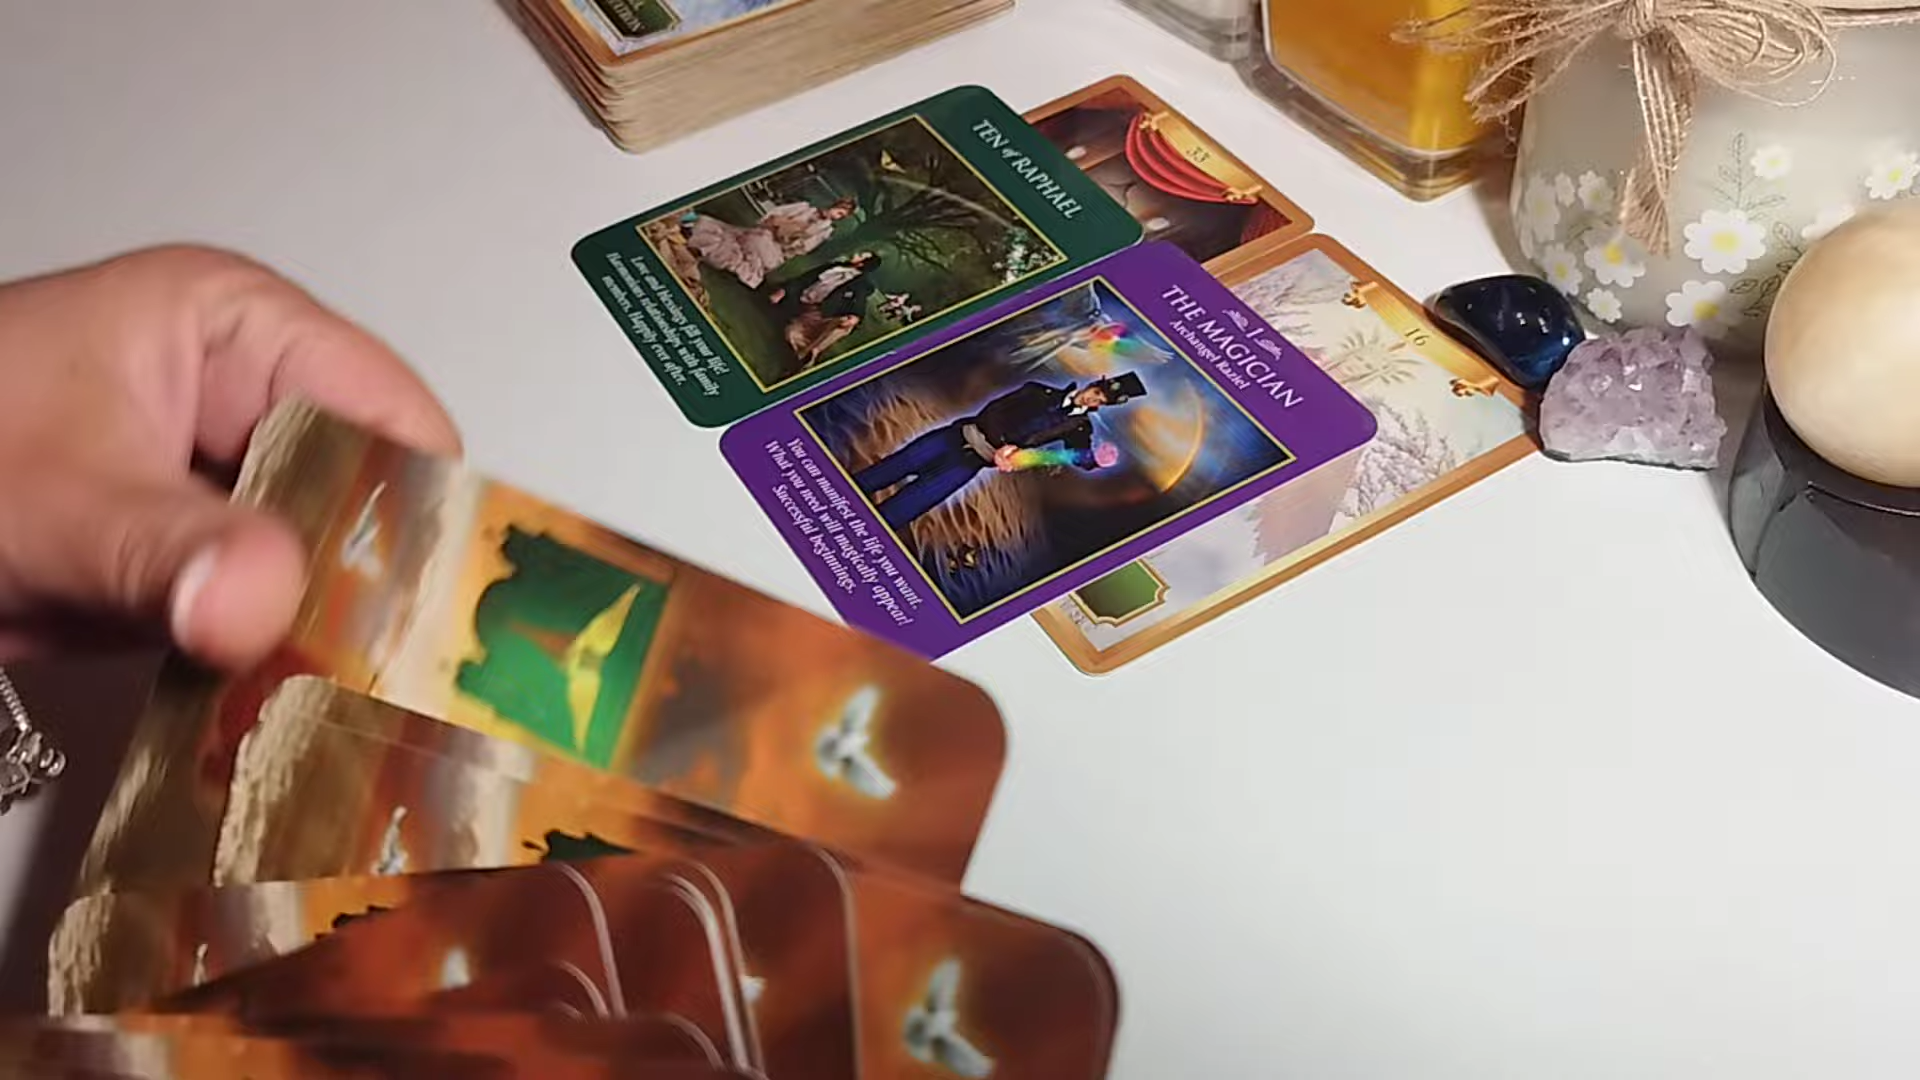 TEN of RAPHAEL
Love and blessings fill your life!
Harmonious relationships with family
members. Happily ever after.
33
I
THE MAGICIAN
Archangel Raziel
You can manifest the life you want.
What you need will magically appear!
Successful beginnings.
16